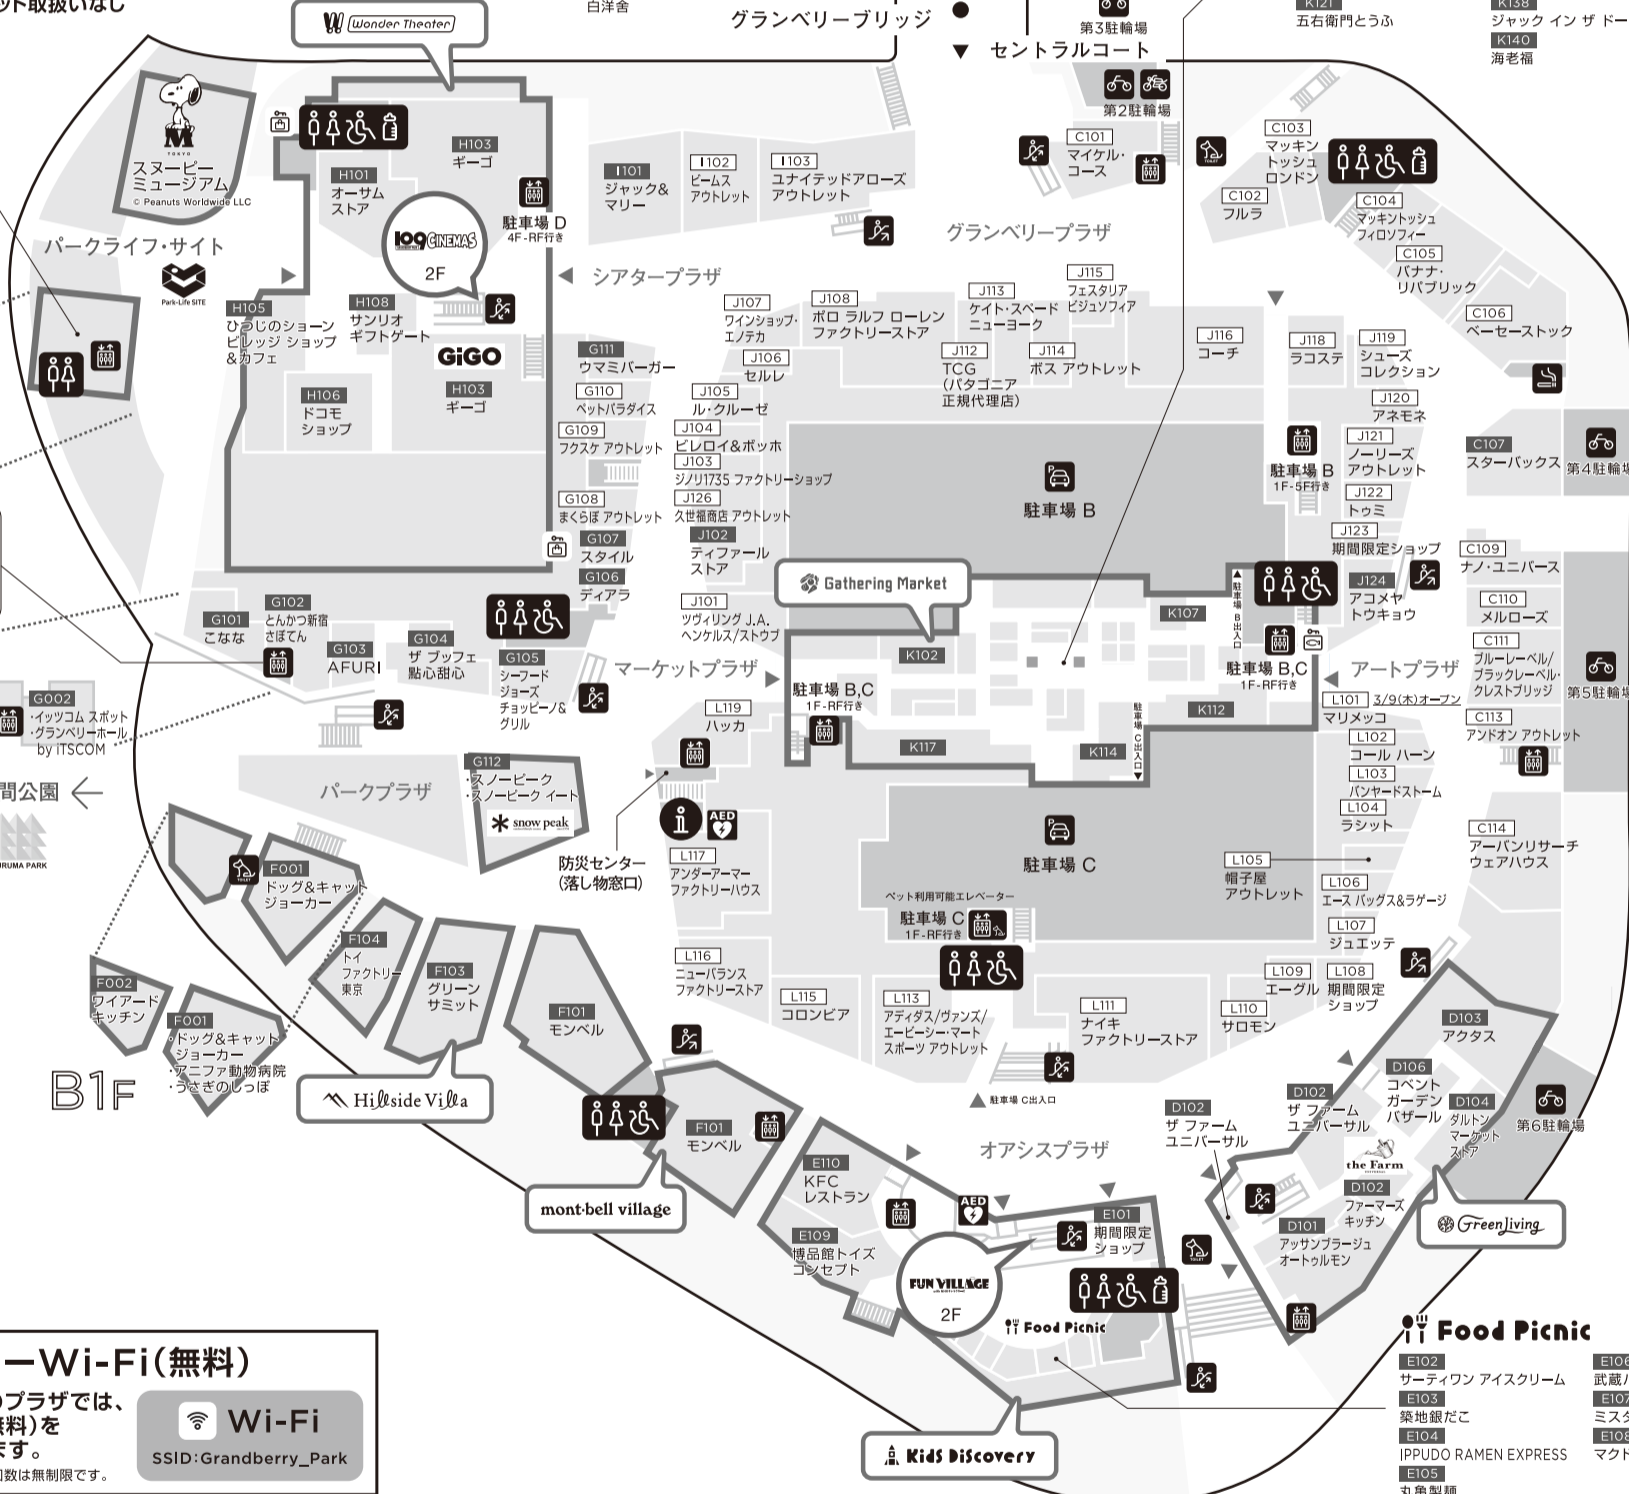 ット取扱いなし
白洋舍
グランベリーブリッジ
第3駐輪場
▼ セントラルコート
K121
五右衛門とうふ
K138
ジャック イン ザ ドー
K140
海老福
Wonder Theater
第2駐輪場
M
TOKYO
スヌーピー
ミュージアム
© Peanuts Worldwide LLC
パークライフ・サイト
Park-Life SITE
H101
オーサム
ストア
H103
ギーゴ
109CINEMAS
2F
駐車場 D
4F-RF行き
シアタープラザ
H105
ひつじのショーン
ビレッジ ショップ
&カフェ
H108
サンリオ
ギフトゲート
GiGO
H103
ギーゴ
H106
ドコモ
ショップ
I101
ジャック&
マリー
I102
ビームス
アウトレット
I103
ユナイテッドアローズ
アウトレット
C101
マイケル・
コース
グランベリープラザ
C102
フルラ
C103
マッキン
トッシュ
ロンドン
TOILET
C104
マッキントッシュ
フィロソフィー
C105
バナナ・
リパブリック
C106
ベーセーストック
C107
スターバックス
第4駐輪場
G111
ウマミバーガー
G110
ペットパラダイス
G109
フクスケ アウトレット
G108
まくらぼ アウトレット
G107
スタイル
G106
ディアラ
J107
ワインショップ・
エノテカ
J106
セルレ
J105
ル・クルーゼ
J104
ビレロイ&ボッホ
J103
ジノリ1735 ファクトリーショップ
J126
久世福商店 アウトレット
J102
ティファール
ストア
J101
ツヴィリング J.A.
ヘンケルス/ストウブ
J108
ポロ ラルフ ローレン
ファクトリーストア
J112
TCG
(パタゴニア
正規代理店)
J113
ケイト・スペード
ニューヨーク
J114
ボス アウトレット
J115
フェスタリア
ビジュソフィア
J116
コーチ
J118
ラコステ
J119
シューズ
コレクション
J120
アネモネ
J121
ノーリーズ
アウトレット
J122
トゥミ
J123
期間限定ショップ
J124
アコメヤ
トウキョウ
駐車場 B
1F-5F行き
P
駐車場 B
Gathering Market
K102
K107
K112
K114
K117
駐車場 B出入口
駐車場 C出入口
駐車場 B,C
1F-RF行き
駐車場 B,C
1F-RF行き
マーケットプラザ
アートプラザ
C109
ナノ・ユニバース
C110
メルローズ
C111
ブルーレーベル/
ブラックレーベル・
クレストブリッジ
C113
アンドオン アウトレット
第5駐輪場
C114
アーバンリサーチ
ウェアハウス
G101
こなな
G102
とんかつ新宿
さぼてん
G103
AFURI
G104
ザ ブッフェ
點心甜心
G105
シーフード
ジョーズ
チョッピーノ&
グリル
G002
・イッツコム スポット
・グランベリーホール
by iTSCOM
間公園
URUMA PARK
パークプラザ
G112
・スノーピーク
・スノーピーク イート
snow peak
防災センター
(落し物窓口)
i
AED
L119
ハッカ
L117
アンダーアーマー
ファクトリーハウス
L116
ニューバランス
ファクトリーストア
L115
コロンビア
L113
アディダス/ヴァンズ/
エービーシー・マート
スポーツ アウトレット
L111
ナイキ
ファクトリーストア
L110
サロモン
L109
エーグル
L108
期間限定
ショップ
L107
ジュエッテ
L106
エース バッグス&ラゲージ
L105
帽子屋
アウトレット
L104
ラシット
L103
バンヤードストーム
L102
コール ハーン
L101 3/9(木)オープン
マリメッコ
P
駐車場 C
ペット利用可能エレベーター
駐車場 C
1F-RF行き
▲ 駐車場 C出入口
オアシスプラザ
F001
ドッグ&キャット
ジョーカー
F002
ワイアード
キッチン
F001
・ドッグ&キャット
ジョーカー
・アニファ動物病院
・うさぎのしっぽ
B1F
F104
トイ
ファクトリー
東京
F103
グリーン
サミット
Hillside Villa
F101
モンベル
F101
モンベル
mont-bell village
E110
KFC
レストラン
E109
博品館トイズ
コンセプト
AED
E101
期間限定
ショップ
FUN VILLAGE
2F
Food Picnic
Kids Discovery
D102
ザ ファーム
ユニバーサル
D102
ザ ファーム
ユニバーサル
D103
アクタス
D106
コベント
ガーデン
バザール
D104
ダルトン
マーケット
ストア
the Farm
D102
ファーマーズ
キッチン
D101
アッサンブラージュ
オートゥルモン
第6駐輪場
GreenLiving
TOILET
ーWi-Fi(無料)
のプラザでは、
無料)を
ます。
回数は無制限です。
Wi-Fi
SSID:Grandberry_Park
Food Picnic
E102
サーティワン アイスクリーム
E103
築地銀だこ
E104
IPPUDO RAMEN EXPRESS
E105
丸亀製麺
E106
武蔵ハ
E107
ミスタ
E108
マクド